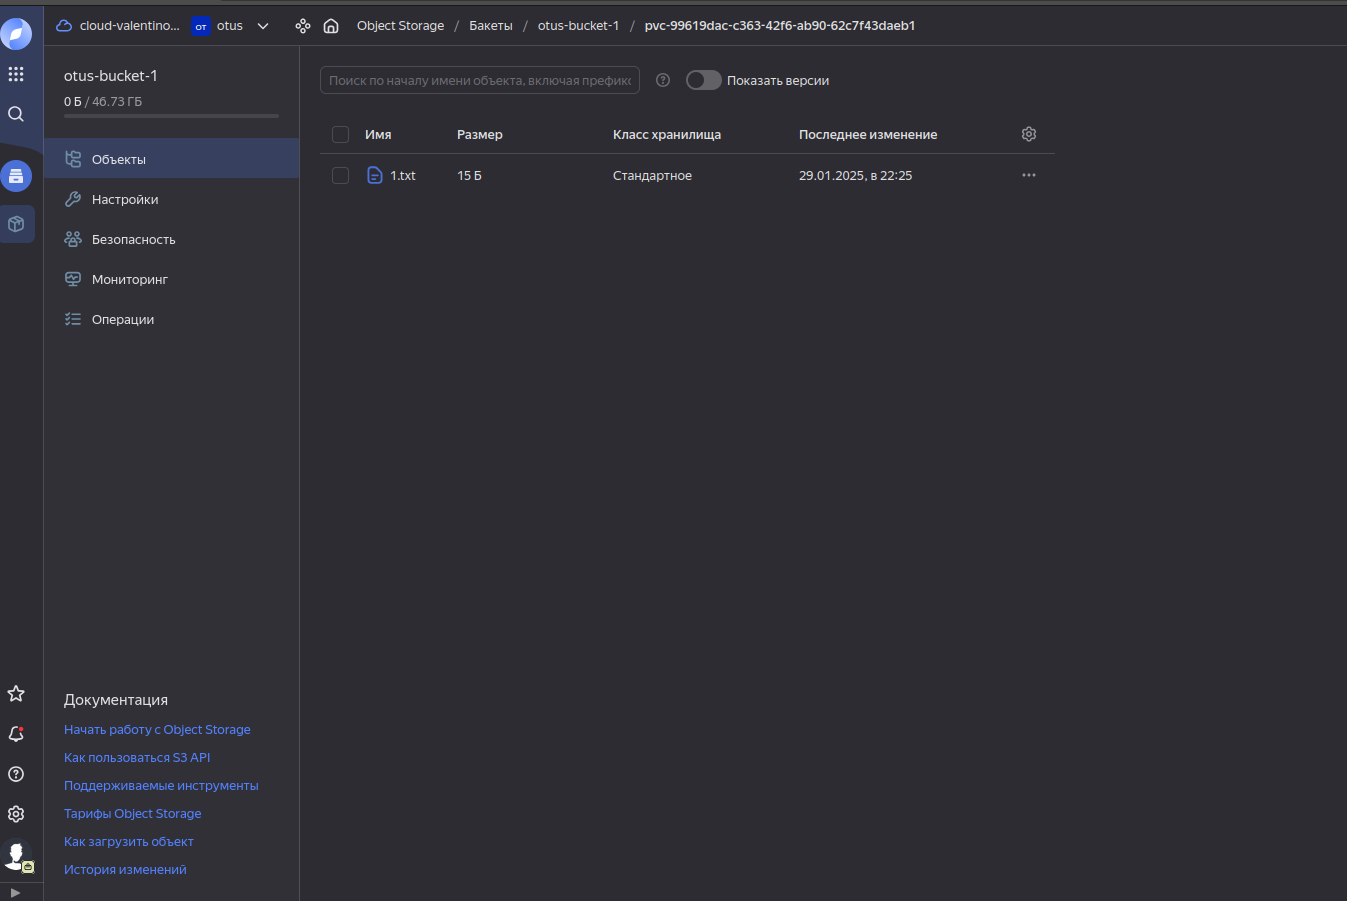 cloud-valentino... от otus Object Storage / Бакеты / otus-bucket-1 / pvc-99619dac-c363-42f6-ab90-62c7f43daeb1
otus-bucket-1
0 Б / 46.73 ГБ
Объекты
Настройки
Безопасность
Мониторинг
Операции
Документация
Начать работу с Object Storage
Как пользоваться S3 API
Поддерживаемые инструменты
Тарифы Object Storage
Как загрузить объект
История изменений
Поиск по началу имени объекта, включая префикс Показать версии
Имя Размер Класс хранилища Последнее изменение
1.txt 15 Б Стандартное 29.01.2025, в 22:25